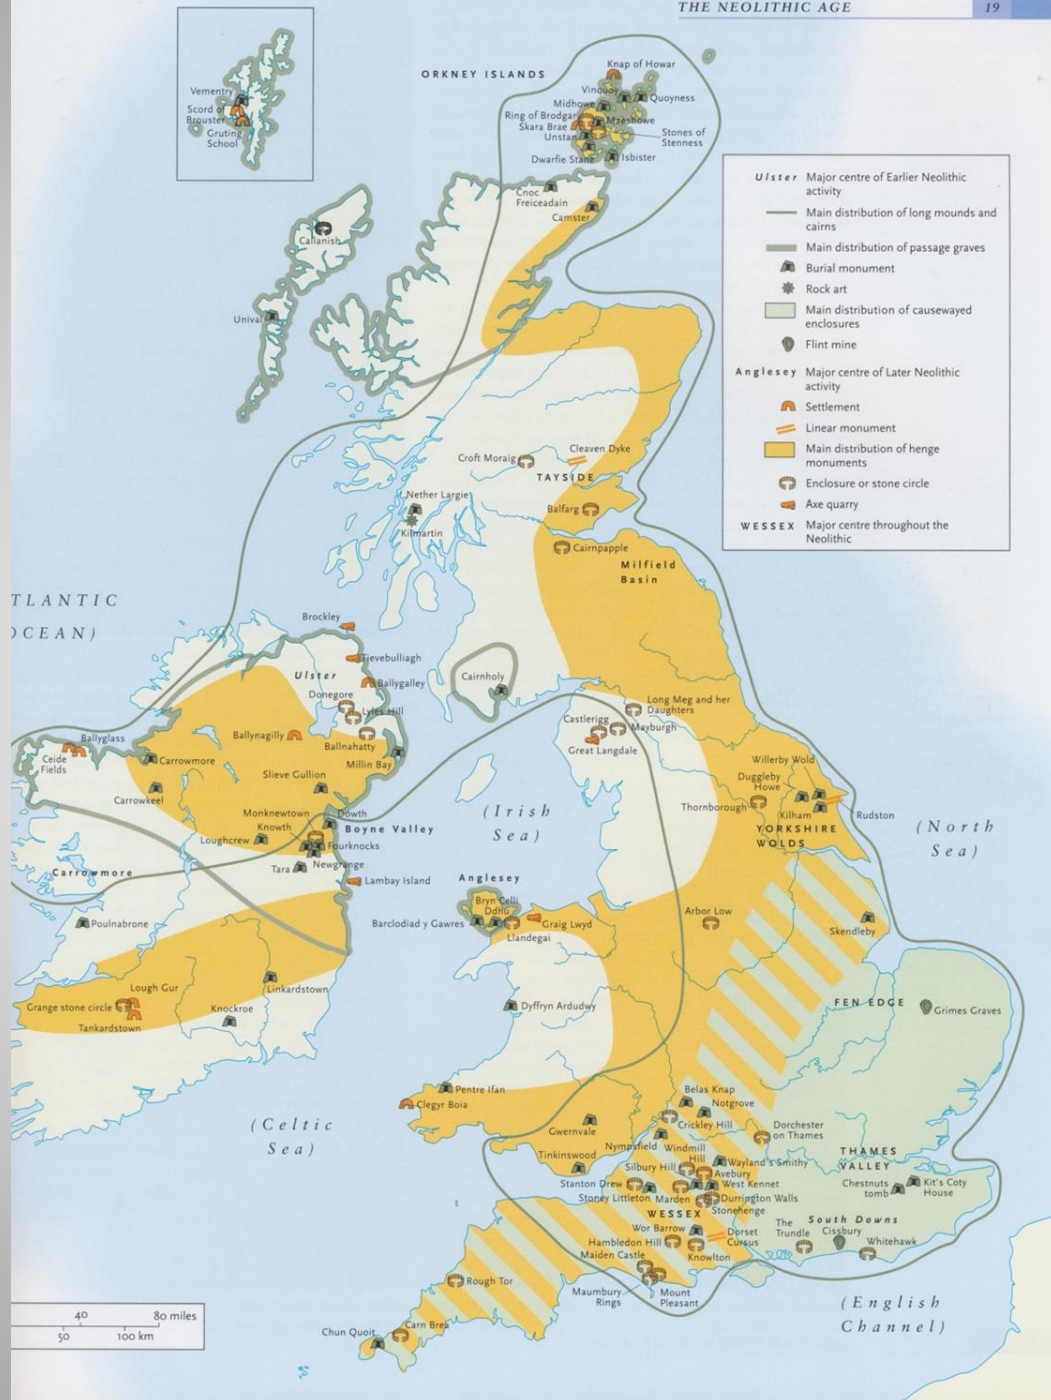 THE NEOLITHIC AGE
19
Vementry
Scord of
Brouster
Gruting
School
ORKNEY ISLANDS
Knap of Howar
Vinquoy
Midhowe
Quoyness
Ring of Brodgar
Maeshowe
Skara Brae
Unstan
Stones of
Stenness
Dwarfie Stane
Isbister
Cnoc
Freiceadain
Camster
Callanish
Unival
Ulster
Major centre of Earlier Neolithic
activity
Main distribution of long mounds and
cairns
Main distribution of passage graves
Burial monument
Rock art
Main distribution of causewayed
enclosures
Flint mine
Anglesey
Major centre of Later Neolithic
activity
Settlement
Linear monument
Main distribution of henge
monuments
Enclosure or stone circle
Axe quarry
WESSEX
Major centre throughout the
Neolithic
Croft Moraig
Cleaven Dyke
TAYSIDE
Nether Largie
Kilmartin
Balfarg
Cairnpapple
Milfield
Basin
TLANTIC
OCEAN)
Brockley
Tievebulliagh
Ulster
Ballygalley
Donegore
Lyles Hill
Cairnholy
Long Meg and her
Daughters
Castlerigg
Mayburgh
Great Langdale
Ballyglass
Ceide
Fields
Ballynagilly
Ballnahatty
Millin Bay
Carrowmore
Slieve Gullion
Carrowkeel
Monknewtown
Dowth
Knowth
Boyne Valley
Loughcrew
Fourknocks
Newgrange
Tara
Lambay Island
Carrowmore
Poulnabrone
(Irish
Sea)
Willerby Wold
Duggleby
Howe
Thornborough
Kilham
Rudston
YORKSHIRE
WOLDS
(North
Sea)
Anglesey
Bryn Celli
Ddhu
Barclodiad y Gawres
Graig Lwyd
Llandegai
Arbor Low
Skendleby
Lough Gur
Linkardstown
Grange stone circle
Knockroe
Tankardstown
Dyffryn Ardudwy
FEN EDGE
Grimes Graves
Pentre Ifan
Clegyr Boia
(Celtic
Sea)
Belas Knap
Notgrove
Crickley Hill
Gwernvale
Nympsfield
Windmill
Hill
Dorchester
on Thames
Tinkinswood
Silbury Hill
Wayland's Smithy
Avebury
THAMES
VALLEY
Stanton Drew
West Kennet
Chestnuts
tomb
Kit's Coty
House
Stoney Littleton
Marden
Durrington Walls
Stonehenge
WESSEX
South Downs
Wor Barrow
Dorset
Cursus
The
Trundle
Cissbury
Hambledon Hill
Knowlton
Whitehawk
Maiden Castle
Rough Tor
Maumbury
Rings
Mount
Pleasant
(English
Channel)
Carn Brea
Chun Quoit
40
80 miles
50
100 km